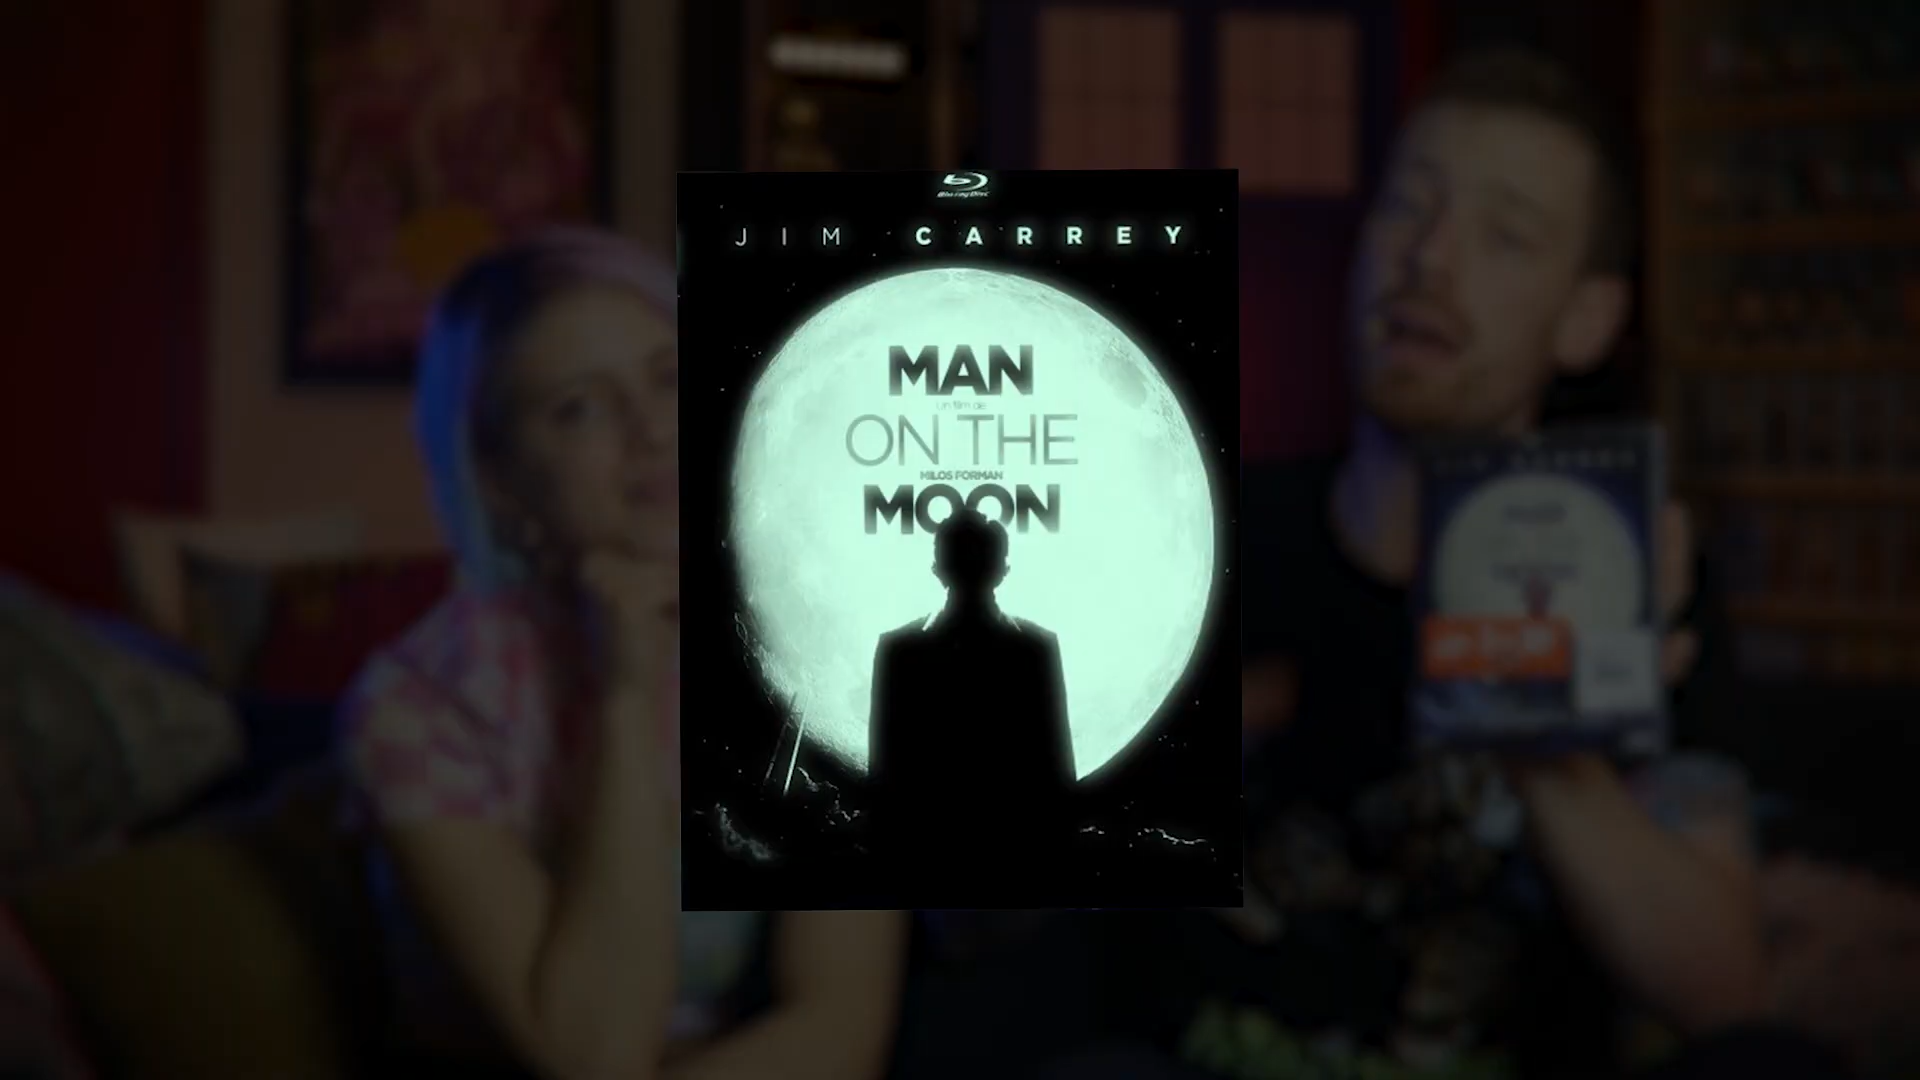 Blu-ray Disc
JIM CARREY
MAN
un film de
ON THE
MILOS FORMAN
MOON